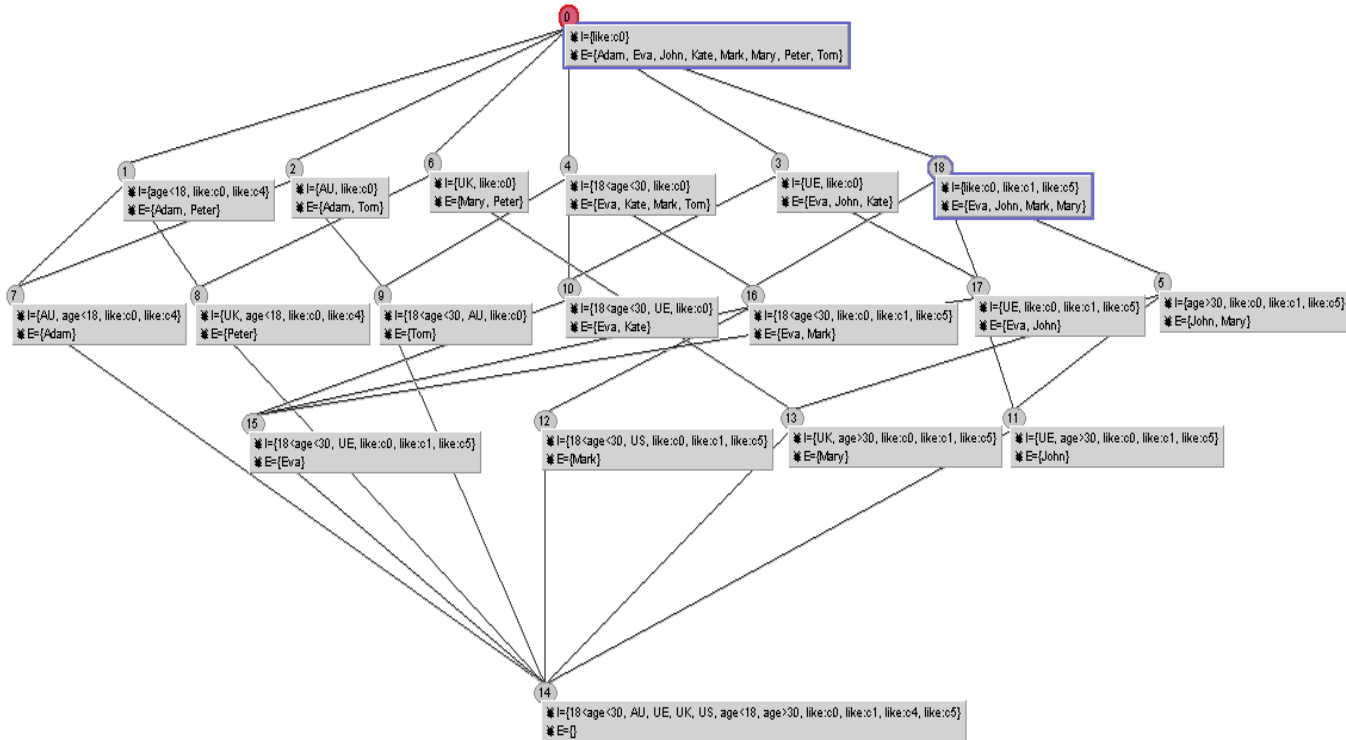 0
I={like:c0}
E={Adam, Eva, John, Kate, Mark, Mary, Peter, Tom}
1
I={age<18, like:c0, like:c4}
E={Adam, Peter}
2
I={AU, like:c0}
E={Adam, Tom}
6
I={UK, like:c0}
E={Mary, Peter}
4
I={18<age<30, like:c0}
E={Eva, Kate, Mark, Tom}
3
I={UE, like:c0}
E={Eva, John, Kate}
18
I={like:c0, like:c1, like:c5}
E={Eva, John, Mark, Mary}
7
I={AU, age<18, like:c0, like:c4}
E={Adam}
8
I={UK, age<18, like:c0, like:c4}
E={Peter}
9
I={18<age<30, AU, like:c0}
E={Tom}
10
I={18<age<30, UE, like:c0}
E={Eva, Kate}
16
I={18<age<30, like:c0, like:c1, like:c5}
E={Eva, Mark}
17
I={UE, like:c0, like:c1, like:c5}
E={Eva, John}
5
I={age>30, like:c0, like:c1, like:c5}
E={John, Mary}
15
I={18<age<30, UE, like:c0, like:c1, like:c5}
E={Eva}
12
I={18<age<30, US, like:c0, like:c1, like:c5}
E={Mark}
13
I={UK, age>30, like:c0, like:c1, like:c5}
E={Mary}
11
I={UE, age>30, like:c0, like:c1, like:c5}
E={John}
14
I={18<age<30, AU, UE, UK, US, age<18, age>30, like:c0, like:c1, like:c4, like:c5}
E={}